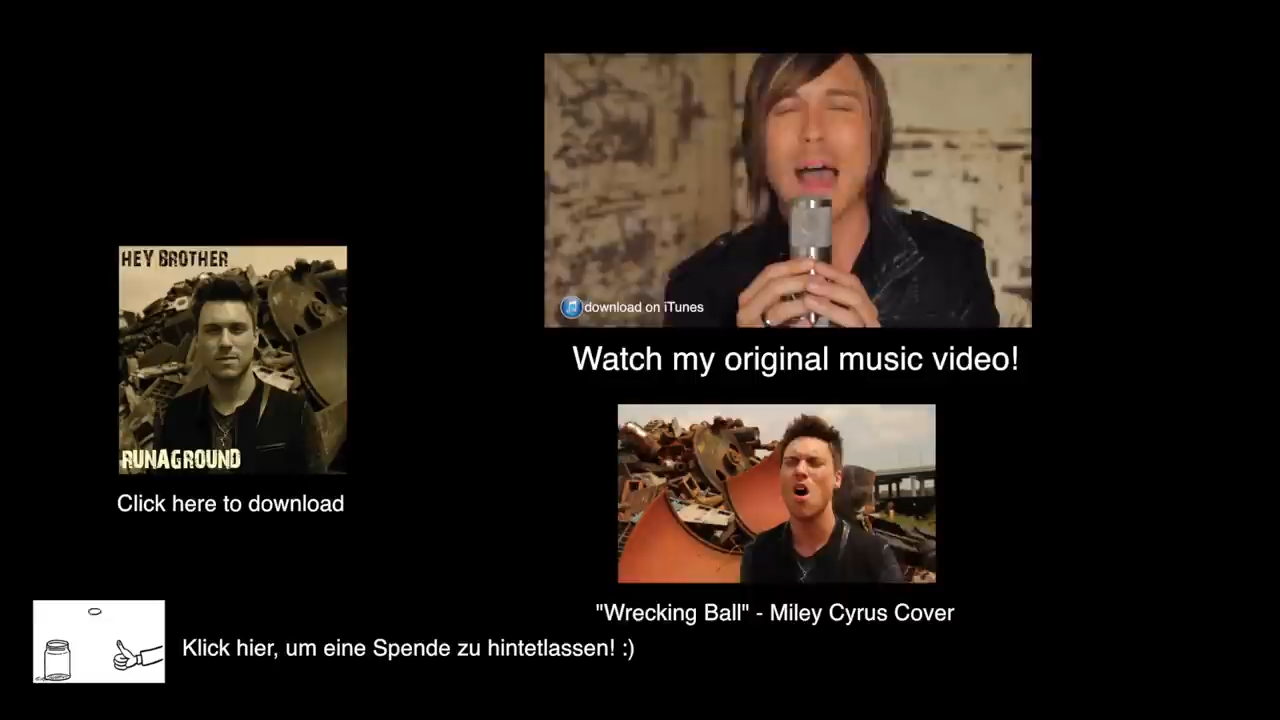 HEY BROTHER
RUNAGROUND
Click here to download
download on iTunes
Watch my original music video!
"Wrecking Ball" - Miley Cyrus Cover
Klick hier, um eine Spende zu hintetlassen! :)